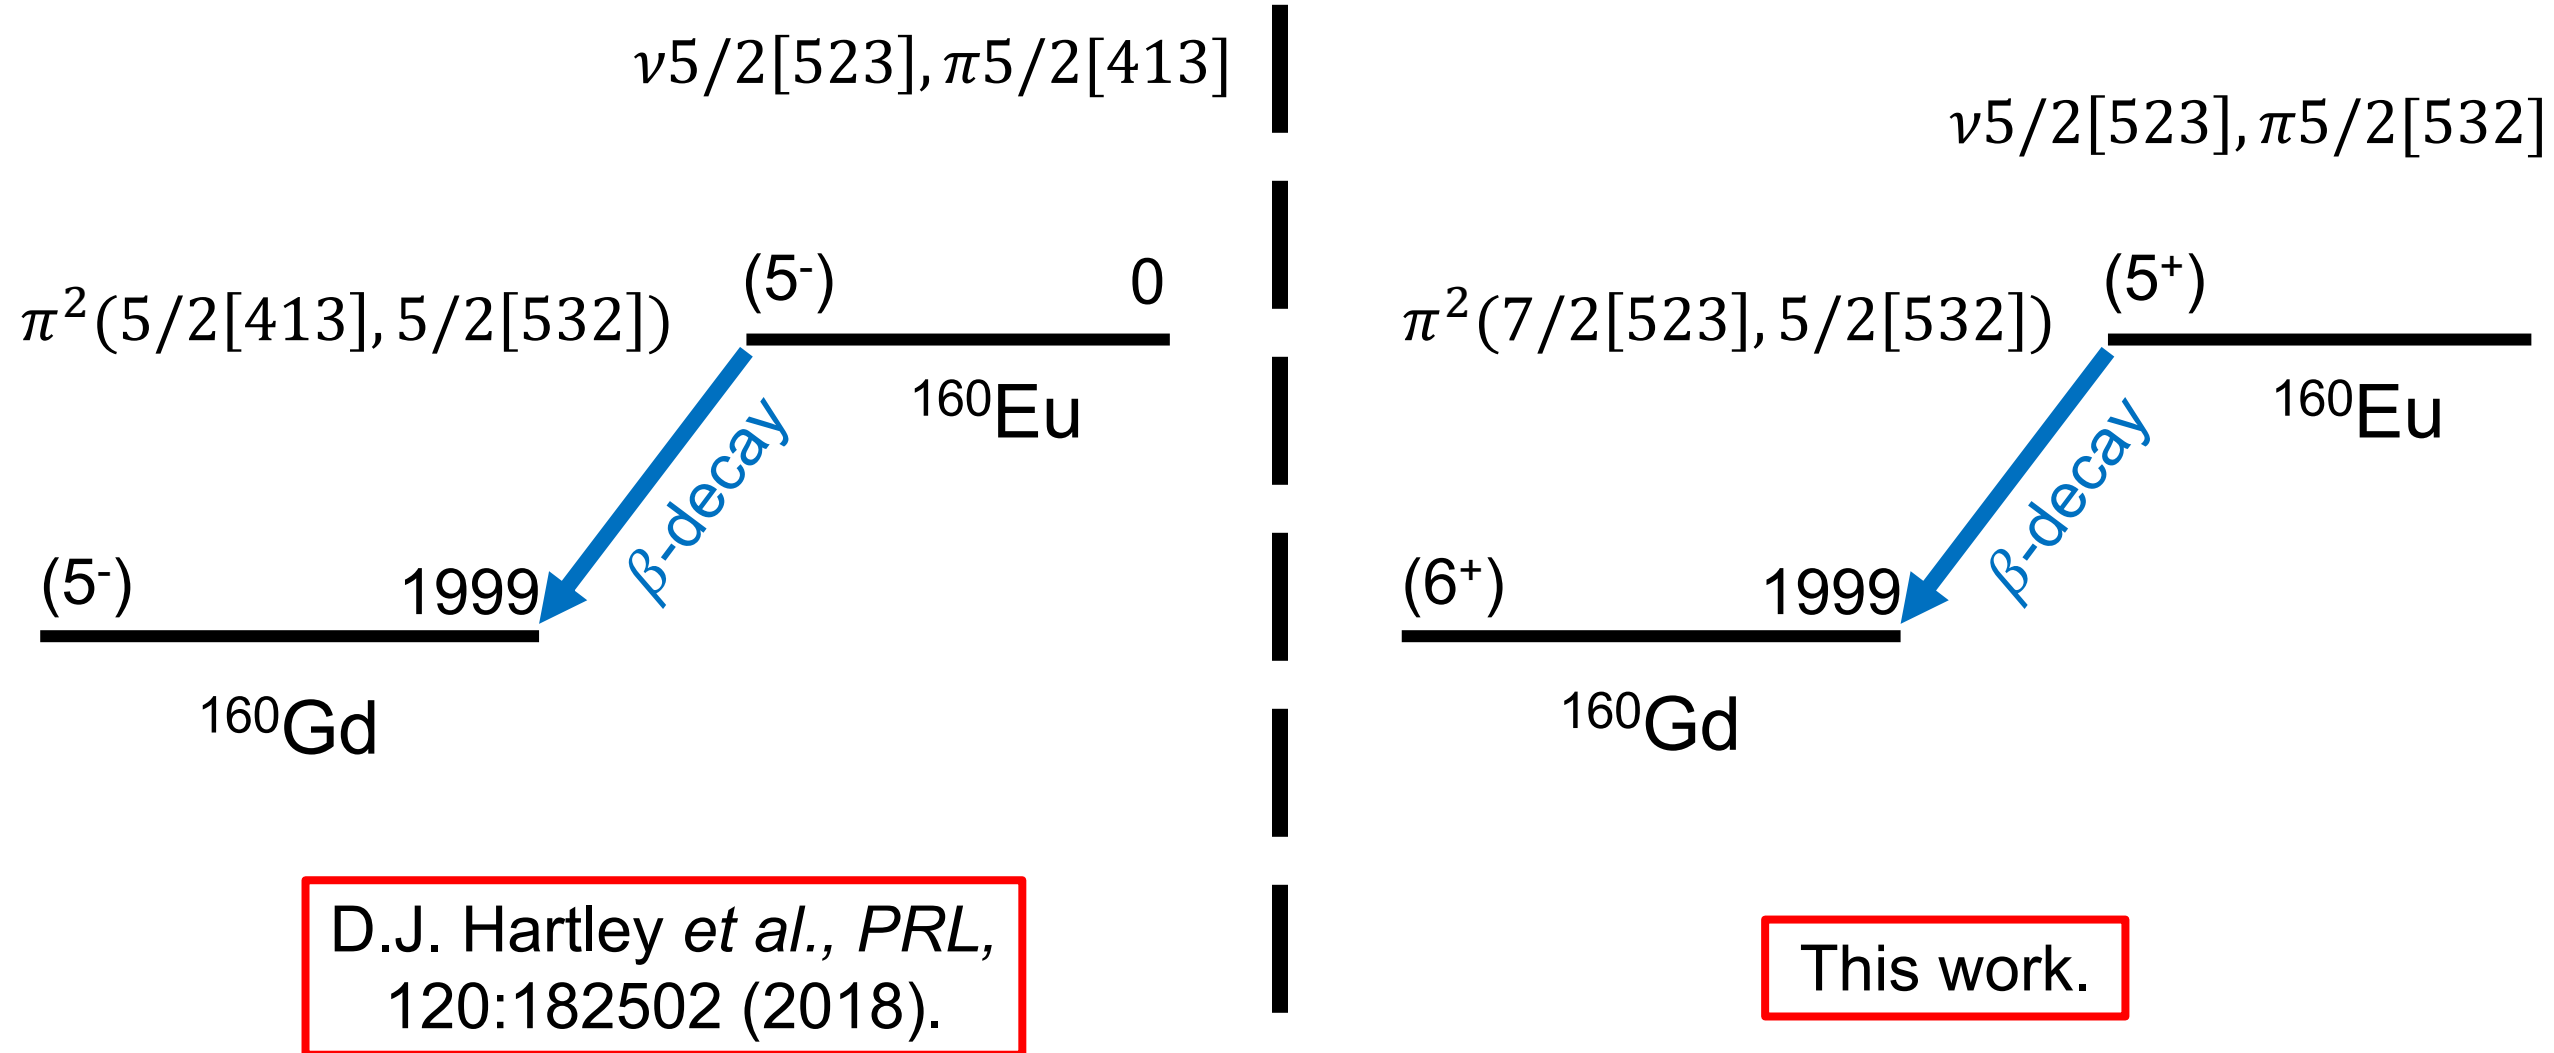 𝜈5/2[523], 𝜋5/2[413]
(5⁻) 0
𝜋²(5/2[413], 5/2[532])
¹⁶⁰Eu
β-decay
(5⁻) 1999
¹⁶⁰Gd
D.J. Hartley et al., PRL,
120:182502 (2018).
𝜈5/2[523], 𝜋5/2[532]
(5⁺)
𝜋²(7/2[523], 5/2[532])
¹⁶⁰Eu
β-decay
(6⁺) 1999
¹⁶⁰Gd
This work.